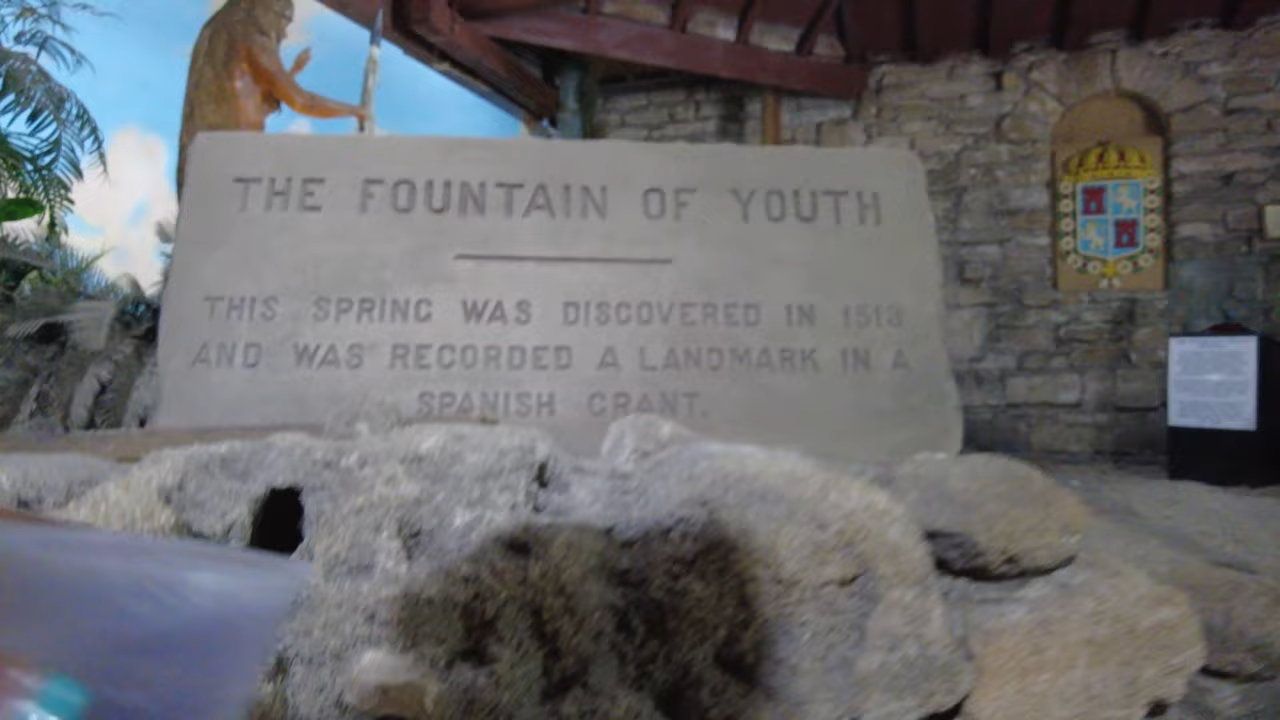 THE FOUNTAIN OF YOUTH
THIS SPRING WAS DISCOVERED IN 1513
AND WAS RECORDED A LANDMARK IN A
SPANISH GRANT.